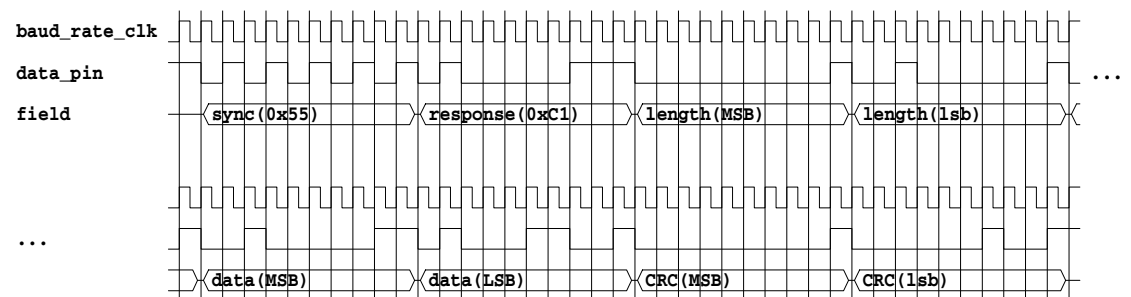 baud_rate_clk
data_pin ...
field sync(0x55) response(0xC1) length(MSB) length(lsb)
...
data(MSB) data(LSB) CRC(MSB) CRC(lsb)